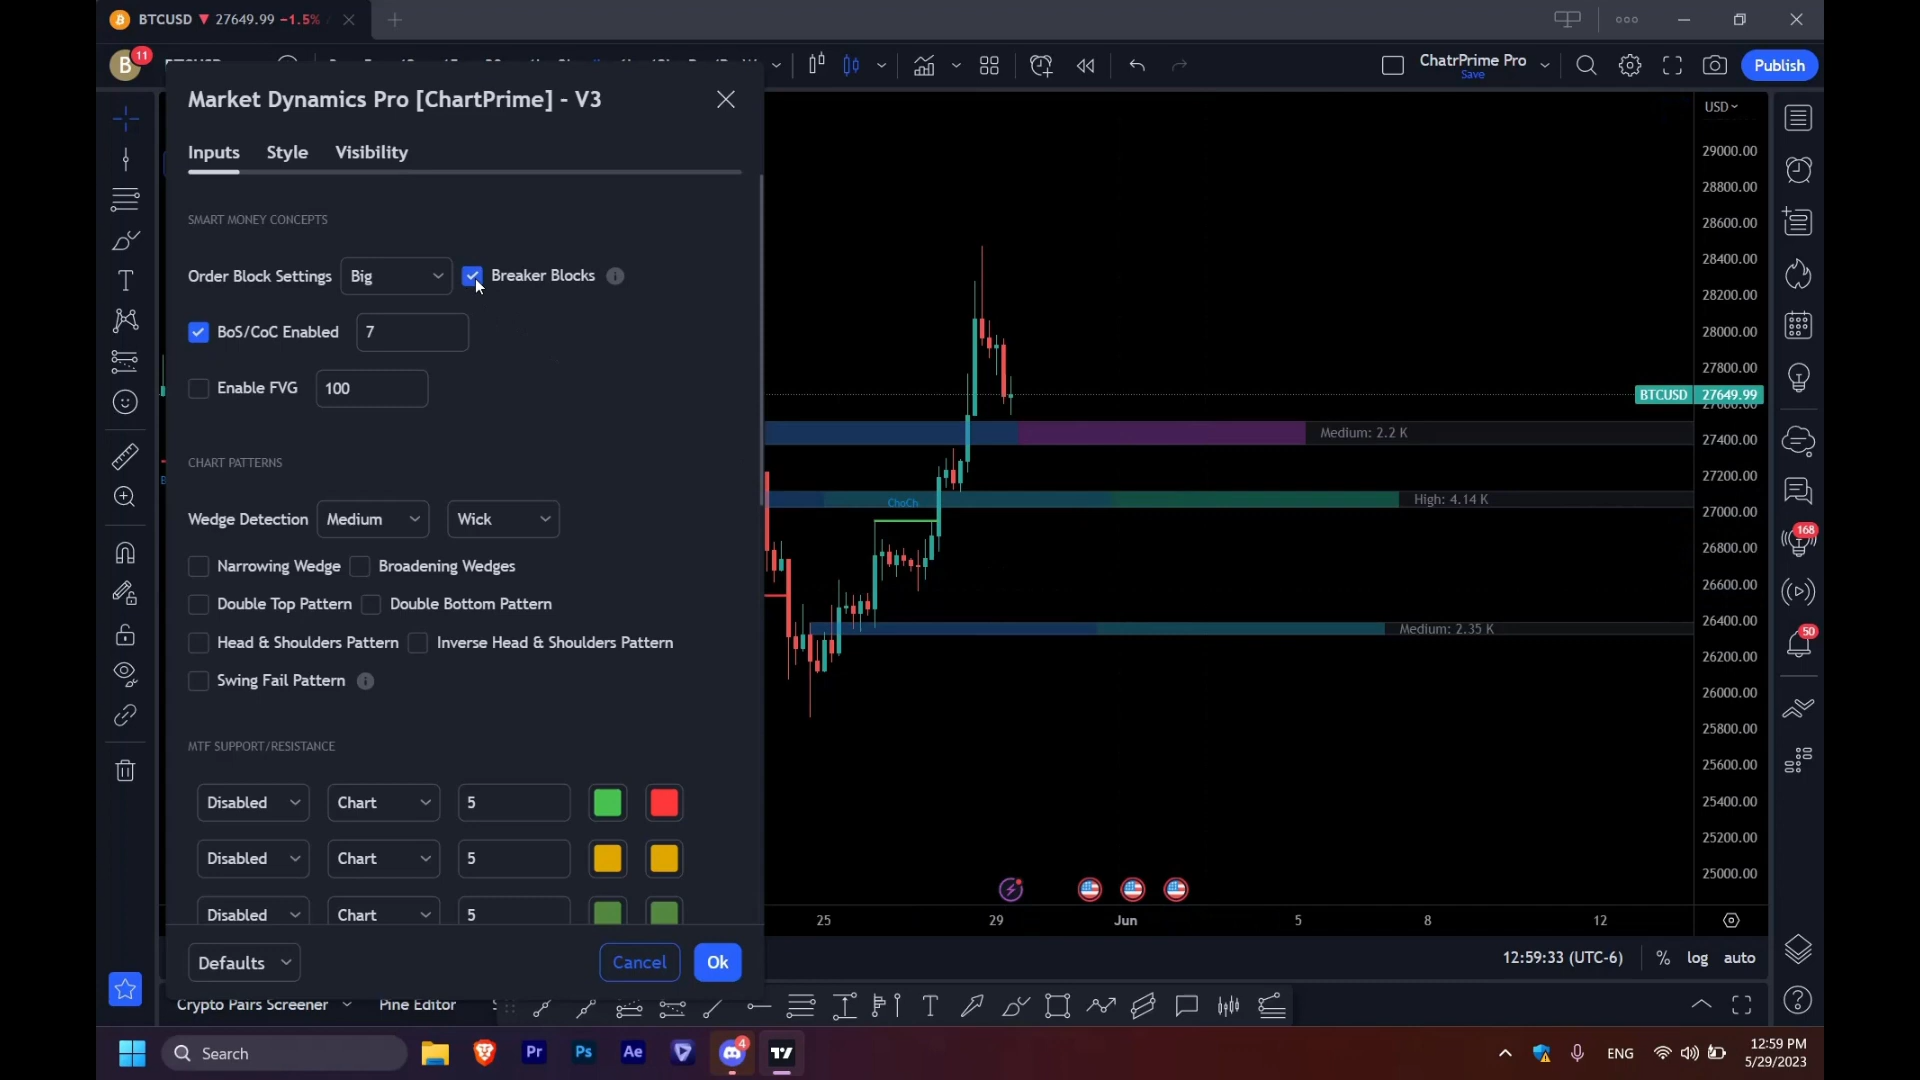 BTCUSD ▼ 27649.99 −1.5%
B 11
ChatrPrime Pro
Save
Publish
Market Dynamics Pro [ChartPrime] - V3
Inputs Style Visibility
SMART MONEY CONCEPTS
Order Block Settings Big Breaker Blocks
BoS/CoC Enabled 7
Enable FVG 100
CHART PATTERNS
Wedge Detection Medium Wick
Narrowing Wedge Broadening Wedges
Double Top Pattern Double Bottom Pattern
Head & Shoulders Pattern Inverse Head & Shoulders Pattern
Swing Fail Pattern
MTF SUPPORT/RESISTANCE
Disabled Chart 5
Disabled Chart 5
Disabled Chart 5
Defaults Cancel Ok
USD
29000.00
28800.00
28600.00
28400.00
28200.00
28000.00
27800.00
BTCUSD 27649.99
27400.00
27200.00
27000.00
26800.00
26600.00
26400.00
26200.00
26000.00
25800.00
25600.00
25400.00
25200.00
25000.00
Medium: 2.2 K
High: 4.14 K
ChoCh
Medium: 2.35 K
25 29 Jun 5 8 12
12:59:33 (UTC-6) % log auto
168
50
Crypto Pairs Screener Pine Editor
Search
Pr Ps Ae 4
ENG
12:59 PM
5/29/2023